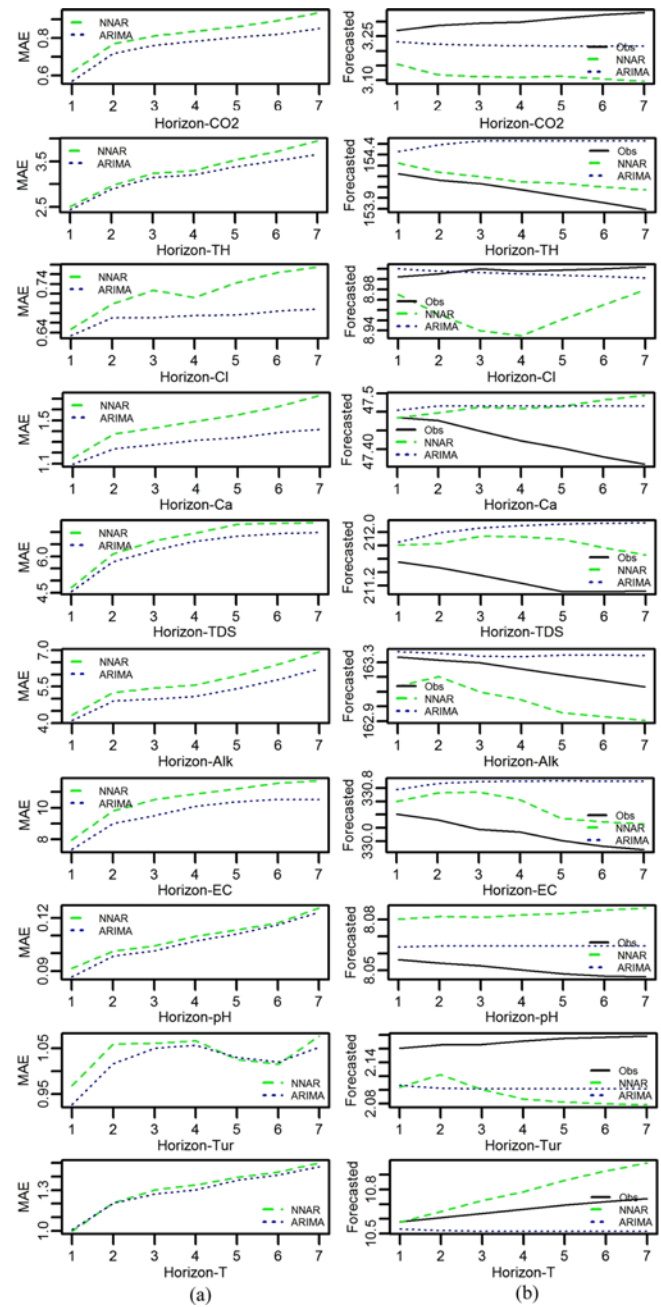 MAE
0.8
0.6
NNAR
ARIMA
1 2 3 4 5 6 7
Horizon-CO2
Forecasted
3.25
3.10
Obs
NNAR
ARIMA
1 2 3 4 5 6 7
Horizon-CO2
MAE
3.5
2.5
NNAR
ARIMA
1 2 3 4 5 6 7
Horizon-TH
Forecasted
154.4
153.9
Obs
NNAR
ARIMA
1 2 3 4 5 6 7
Horizon-TH
MAE
0.74
0.64
NNAR
ARIMA
1 2 3 4 5 6 7
Horizon-Cl
Forecasted
8.98
8.94
Obs
NNAR
ARIMA
1 2 3 4 5 6 7
Horizon-Cl
MAE
1.5
1.1
NNAR
ARIMA
1 2 3 4 5 6 7
Horizon-Ca
Forecasted
47.5
47.40
Obs
NNAR
ARIMA
1 2 3 4 5 6 7
Horizon-Ca
MAE
6.0
4.5
NNAR
ARIMA
1 2 3 4 5 6 7
Horizon-TDS
Forecasted
212.0
211.2
Obs
NNAR
ARIMA
1 2 3 4 5 6 7
Horizon-TDS
MAE
7.0
5.5
4.0
NNAR
ARIMA
1 2 3 4 5 6 7
Horizon-Alk
Forecasted
163.3
162.9
Obs
NNAR
ARIMA
1 2 3 4 5 6 7
Horizon-Alk
MAE
10
8
NNAR
ARIMA
1 2 3 4 5 6 7
Horizon-EC
Forecasted
330.8
330.0
Obs
NNAR
ARIMA
1 2 3 4 5 6 7
Horizon-EC
MAE
0.12
0.09
NNAR
ARIMA
1 2 3 4 5 6 7
Horizon-pH
Forecasted
8.08
8.05
Obs
NNAR
ARIMA
1 2 3 4 5 6 7
Horizon-pH
MAE
1.05
0.95
NNAR
ARIMA
1 2 3 4 5 6 7
Horizon-Tur
Forecasted
2.14
2.08
Obs
NNAR
ARIMA
1 2 3 4 5 6 7
Horizon-Tur
MAE
1.3
1.0
NNAR
ARIMA
1 2 3 4 5 6 7
Horizon-T
(a)
Forecasted
10.8
10.5
Obs
NNAR
ARIMA
1 2 3 4 5 6 7
Horizon-T
(b)